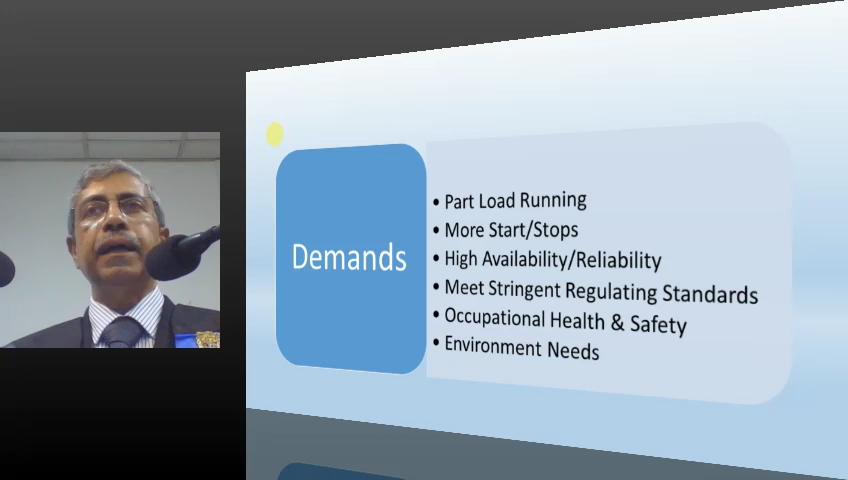 Demands
• Part Load Running
• More Start/Stops
• High Availability/Reliability
• Meet Stringent Regulating Standards
• Occupational Health & Safety
• Environment Needs